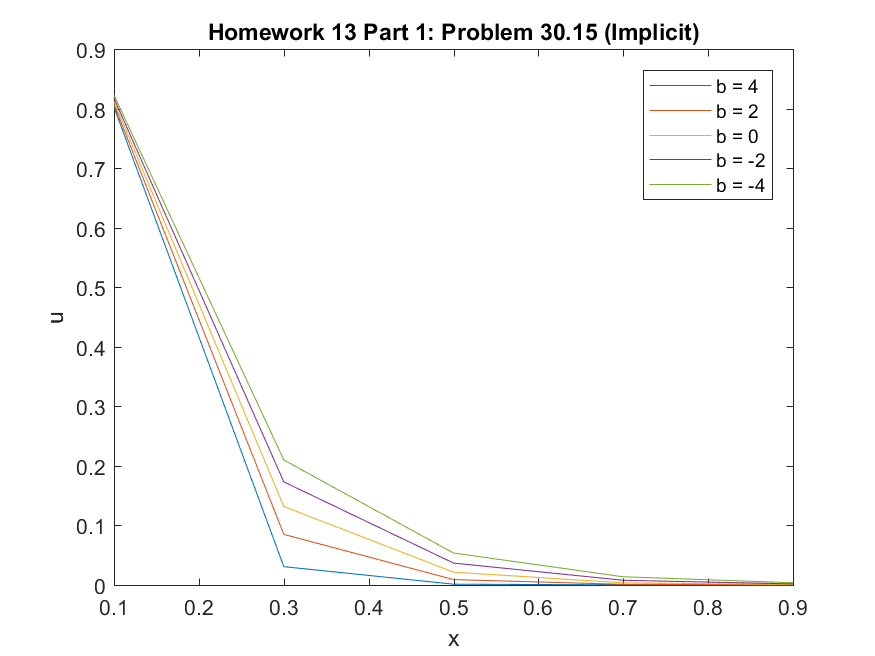 Homework 13 Part 1: Problem 30.15 (Implicit)
0.9
0.8
0.7
0.6
0.5
0.4
0.3
0.2
0.1
0
u
b = 4
b = 2
b = 0
b = -2
b = -4
0.1 0.2 0.3 0.4 0.5 0.6 0.7 0.8 0.9
x